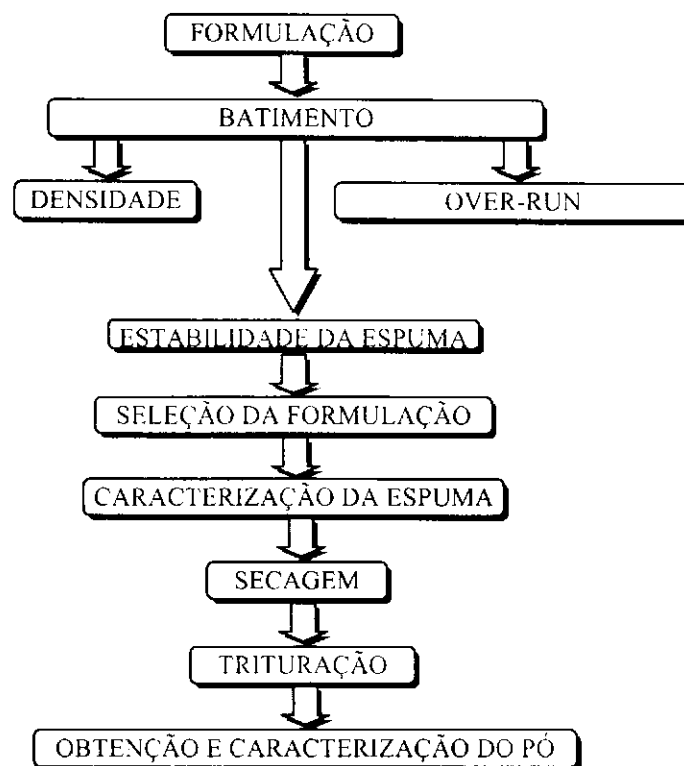 FORMULAÇÃO
BATIMENTO
DENSIDADE
OVER-RUN
ESTABILIDADE DA ESPUMA
SELEÇÃO DA FORMULAÇÃO
CARACTERIZAÇÃO DA ESPUMA
SECAGEM
TRITURAÇÃO
OBTENÇÃO E CARACTERIZAÇÃO DO PÓ